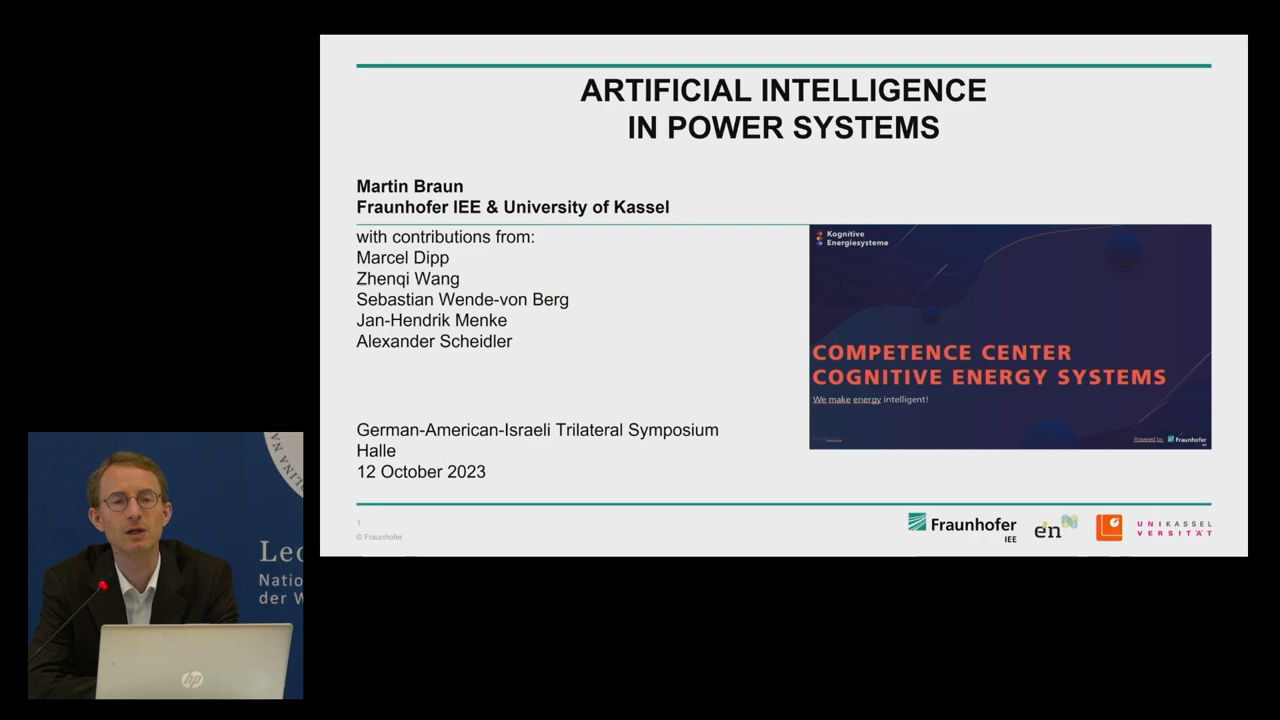 ARTIFICIAL INTELLIGENCE
IN POWER SYSTEMS
Martin Braun
Fraunhofer IEE & University of Kassel
with contributions from:
Marcel Dipp
Zhenqi Wang
Sebastian Wende-von Berg
Jan-Hendrik Menke
Alexander Scheidler
German-American-Israeli Trilateral Symposium
Halle
12 October 2023
Kognitive
Energiesysteme
COMPETENCE CENTER
COGNITIVE ENERGY SYSTEMS
We make energy intelligent!
Powered by
Fraunhofer
1
© Fraunhofer
Fraunhofer
IEE
e2n
UNIKASSEL
VERSITÄT
LINA NA
Leo
Natio
der W
hp